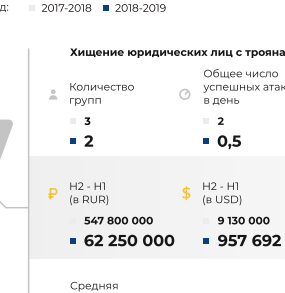 2017-2018 2018-2019
Хищение юридических лиц с трояна
Количество
групп
3
2
Общее число
успешных атак
в день
2
0,5
₽ H2 - H1
(в RUR)
547 800 000
62 250 000
$ H2 - H1
(в USD)
9 130 000
957 692
Средняя